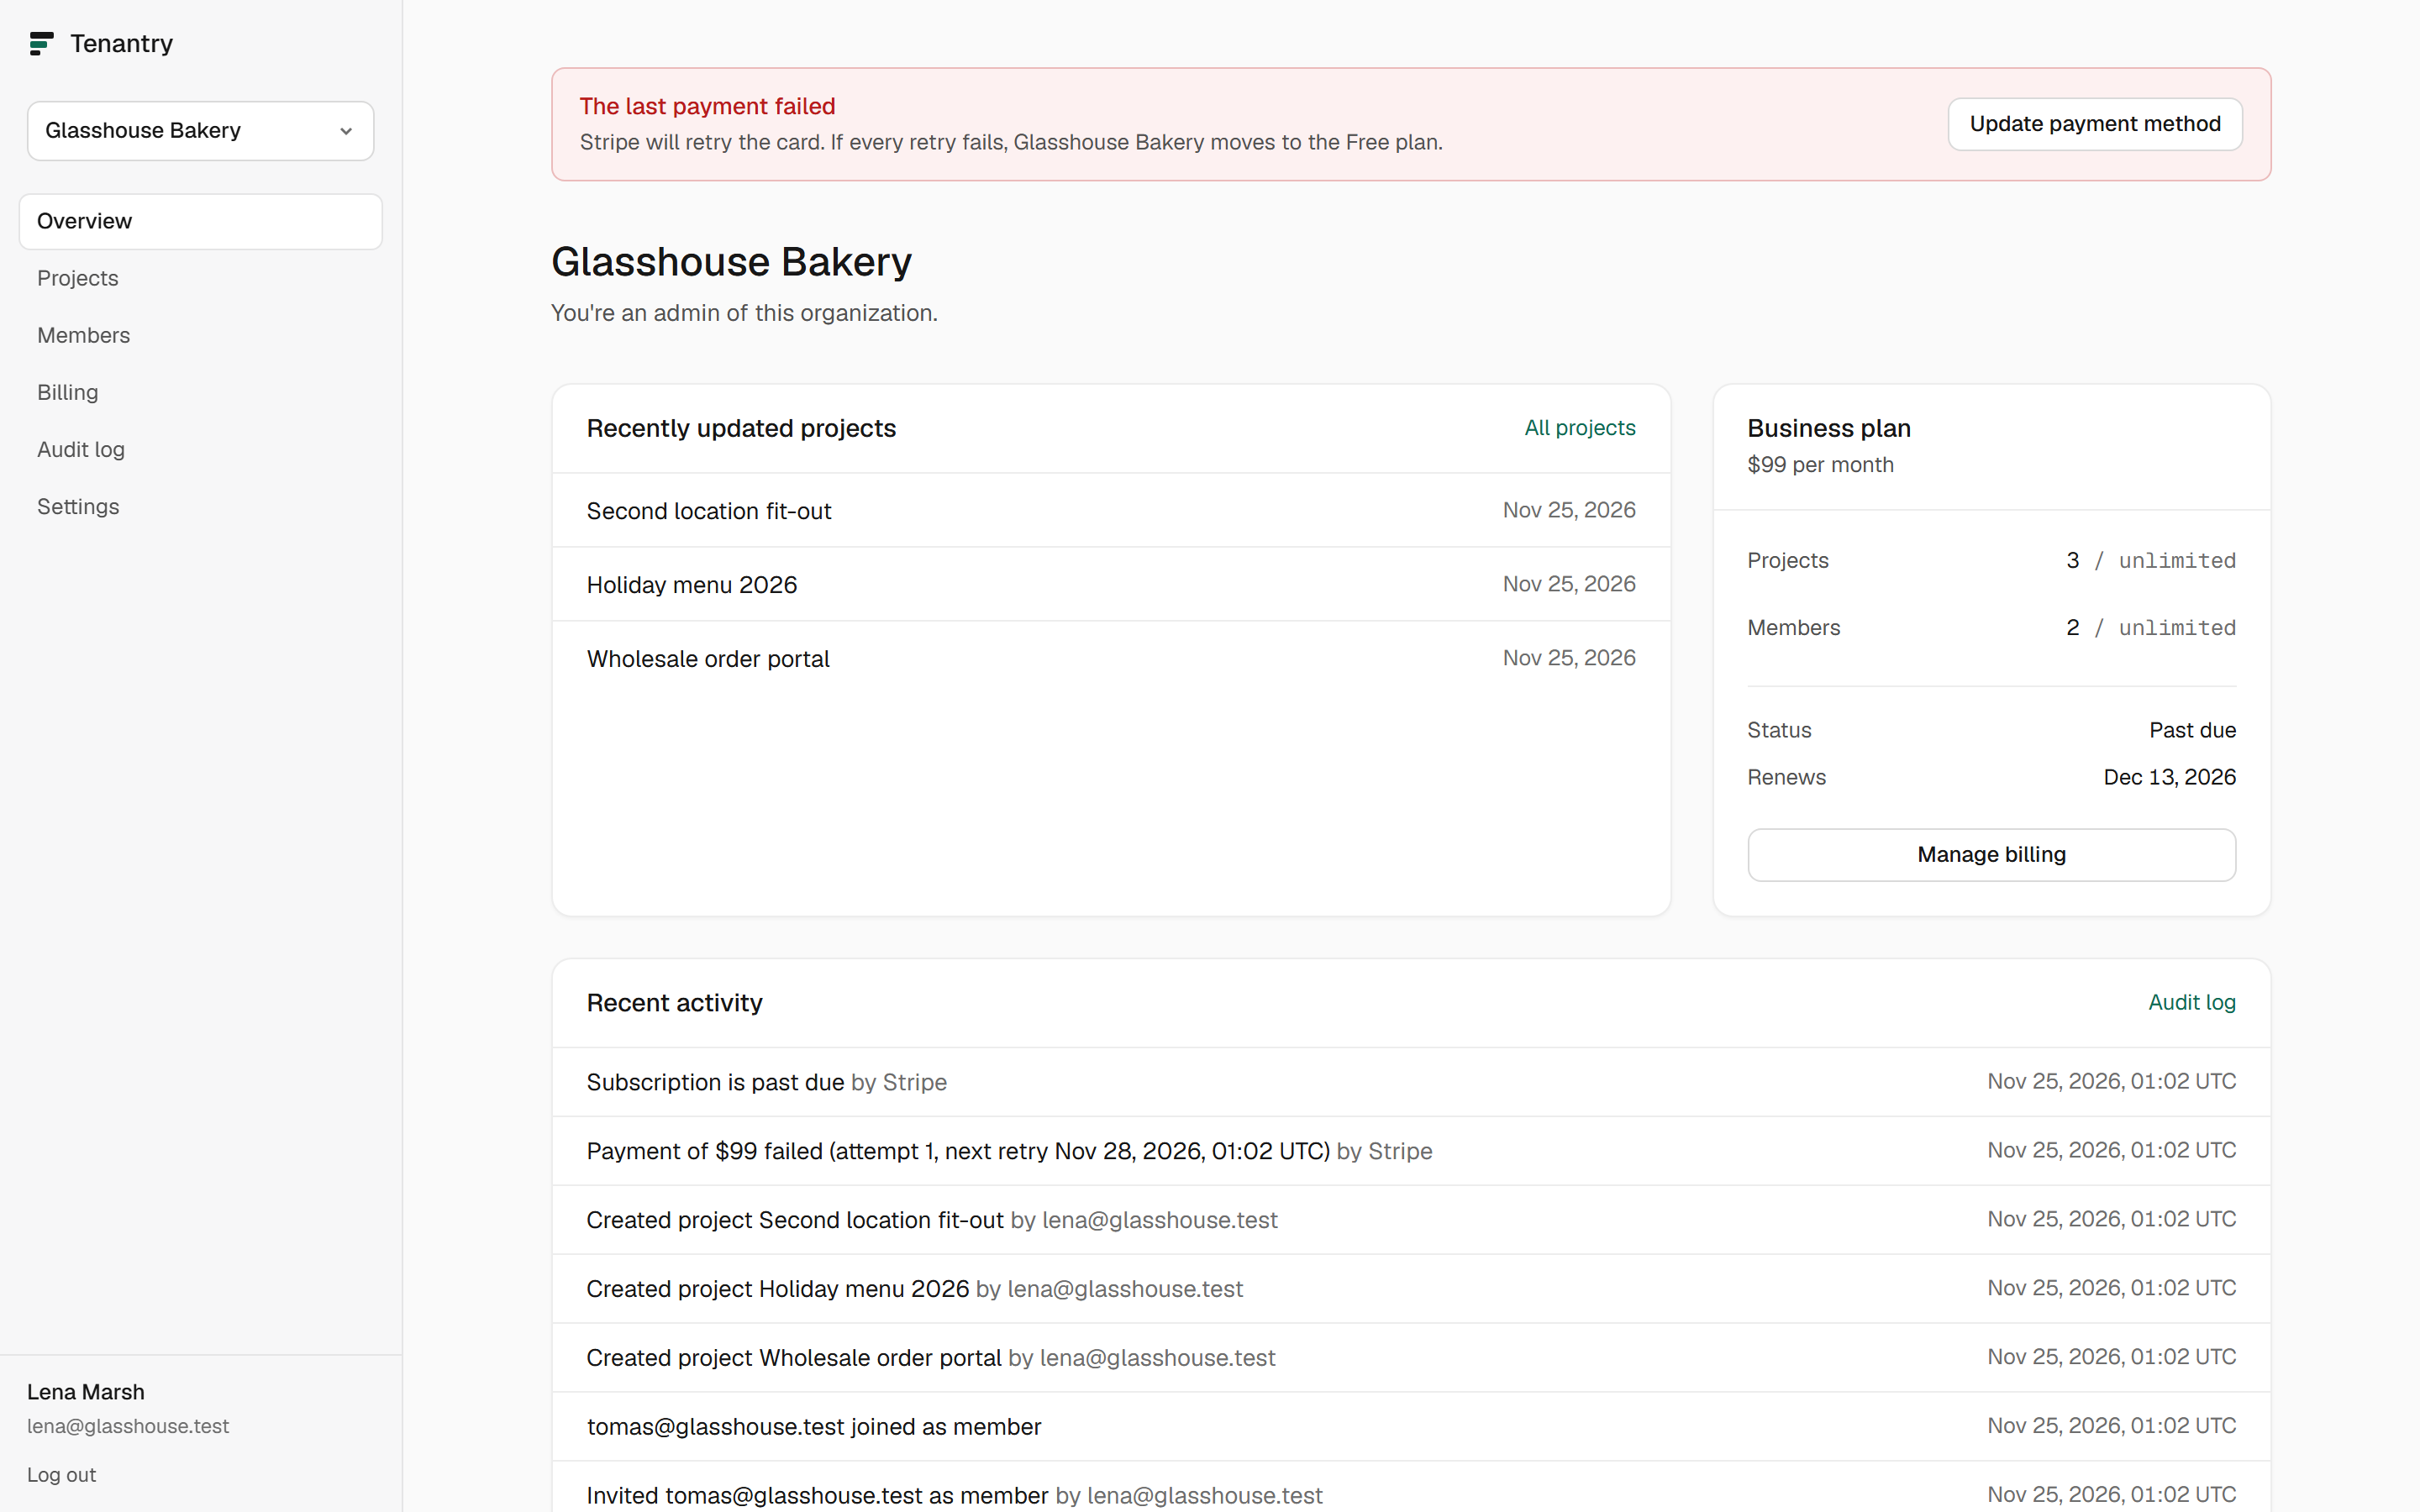 Tenantry
Glasshouse Bakery
Overview
Projects
Members
Billing
Audit log
Settings
Lena Marsh
lena@glasshouse.test
Log out
The last payment failed
Stripe will retry the card. If every retry fails, Glasshouse Bakery moves to the Free plan.
Update payment method
Glasshouse Bakery
You're an admin of this organization.
Recently updated projects
All projects
Second location fit-out Nov 25, 2026
Holiday menu 2026 Nov 25, 2026
Wholesale order portal Nov 25, 2026
Business plan
$99 per month
Projects 3 / unlimited
Members 2 / unlimited
Status Past due
Renews Dec 13, 2026
Manage billing
Recent activity
Audit log
Subscription is past due by Stripe Nov 25, 2026, 01:02 UTC
Payment of $99 failed (attempt 1, next retry Nov 28, 2026, 01:02 UTC) by Stripe Nov 25, 2026, 01:02 UTC
Created project Second location fit-out by lena@glasshouse.test Nov 25, 2026, 01:02 UTC
Created project Holiday menu 2026 by lena@glasshouse.test Nov 25, 2026, 01:02 UTC
Created project Wholesale order portal by lena@glasshouse.test Nov 25, 2026, 01:02 UTC
tomas@glasshouse.test joined as member Nov 25, 2026, 01:02 UTC
Invited tomas@glasshouse.test as member by lena@glasshouse.test Nov 25, 2026, 01:02 UTC